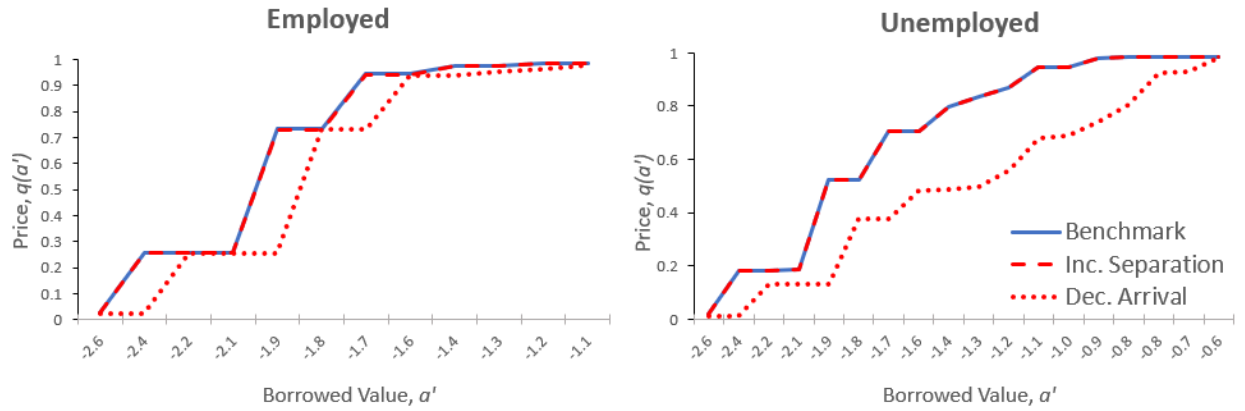 Employed
Price, q(a')
1
0.9
0.8
0.7
0.6
0.5
0.4
0.3
0.2
0.1
0
-2.6 -2.4 -2.2 -2.1 -1.9 -1.8 -1.7 -1.6 -1.4 -1.3 -1.2 -1.1
Borrowed Value, a'
Unemployed
Price, q(a')
1
0.8
0.6
0.4
0.2
0
-2.6 -2.4 -2.2 -2.1 -1.9 -1.8 -1.7 -1.6 -1.4 -1.3 -1.2 -1.1 -1.0 -0.9 -0.8 -0.8 -0.7 -0.6
Borrowed Value, a'
Benchmark
Inc. Separation
Dec. Arrival